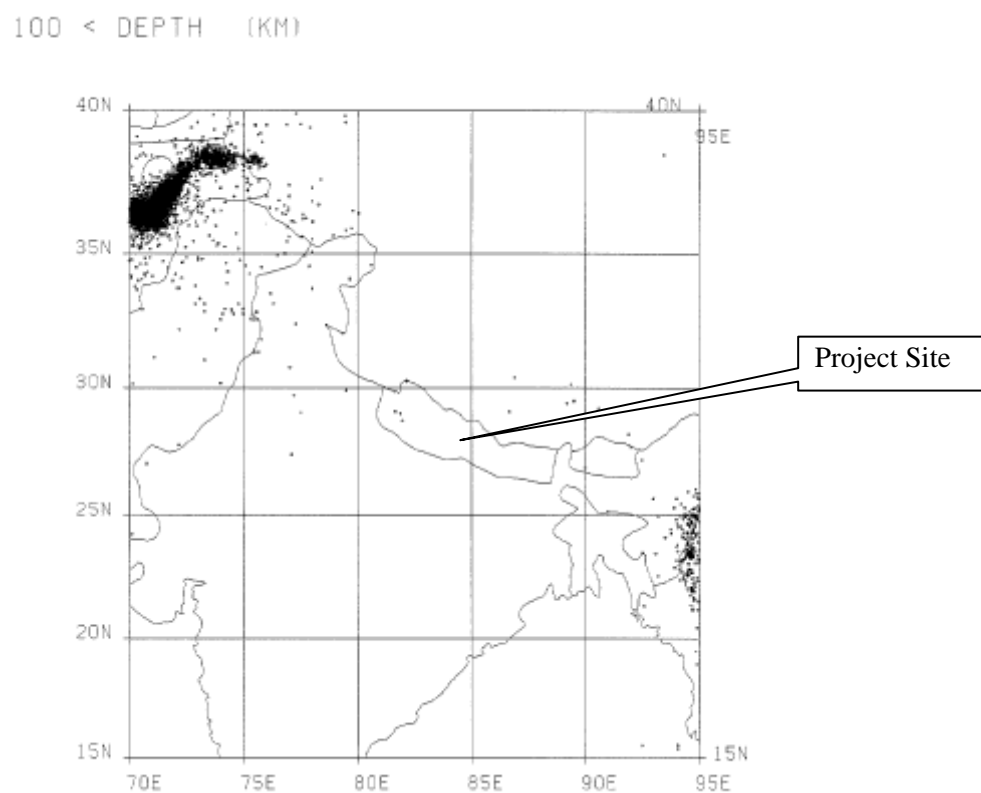 100 < DEPTH (KM)
40N 40N
95E
35N
Project Site
30N
25N
20N
15N 15N
70E 75E 80E 85E 90E 95E